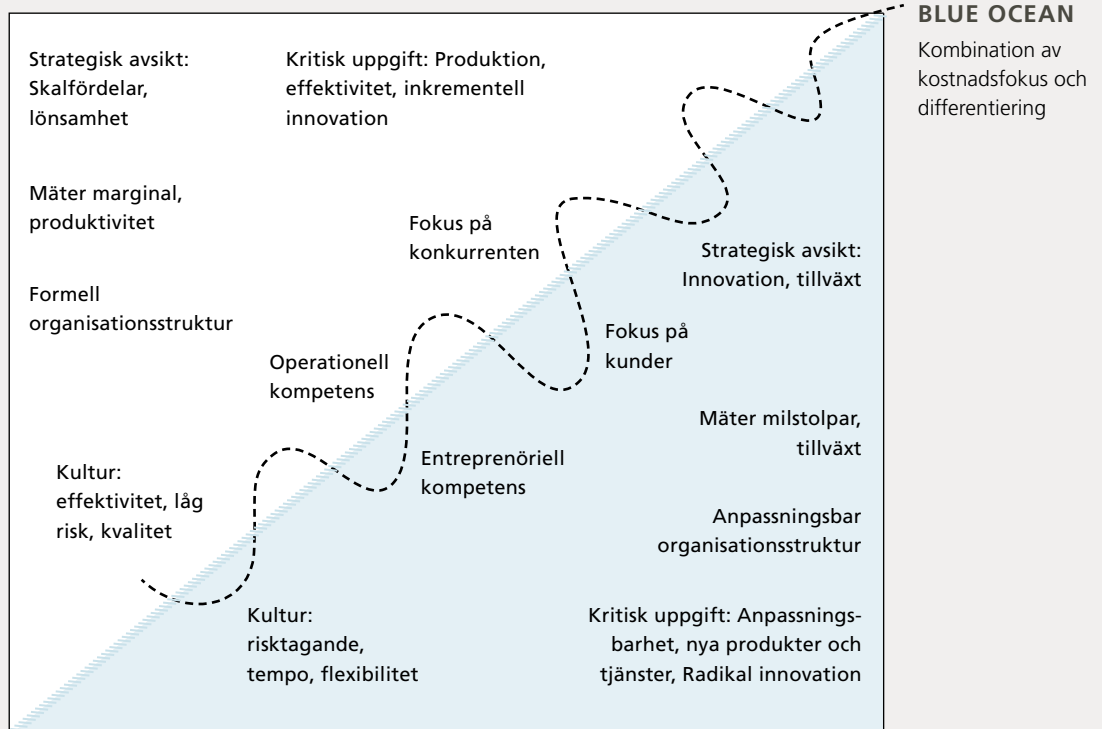 BLUE OCEAN
Kombination av
kostnadsfokus och
differentiering
Strategisk avsikt:
Skalfördelar,
lönsamhet
Kritisk uppgift: Produktion,
effektivitet, inkrementell
innovation
Mäter marginal,
produktivitet
Fokus på
konkurrenten
Strategisk avsikt:
Innovation, tillväxt
Formell
organisationsstruktur
Fokus på
kunder
Operationell
kompetens
Mäter milstolpar,
tillväxt
Entreprenöriell
kompetens
Kultur:
effektivitet, låg
risk, kvalitet
Anpassningsbar
organisationsstruktur
Kultur:
risktagande,
tempo, flexibilitet
Kritisk uppgift: Anpassnings-
barhet, nya produkter och
tjänster, Radikal innovation